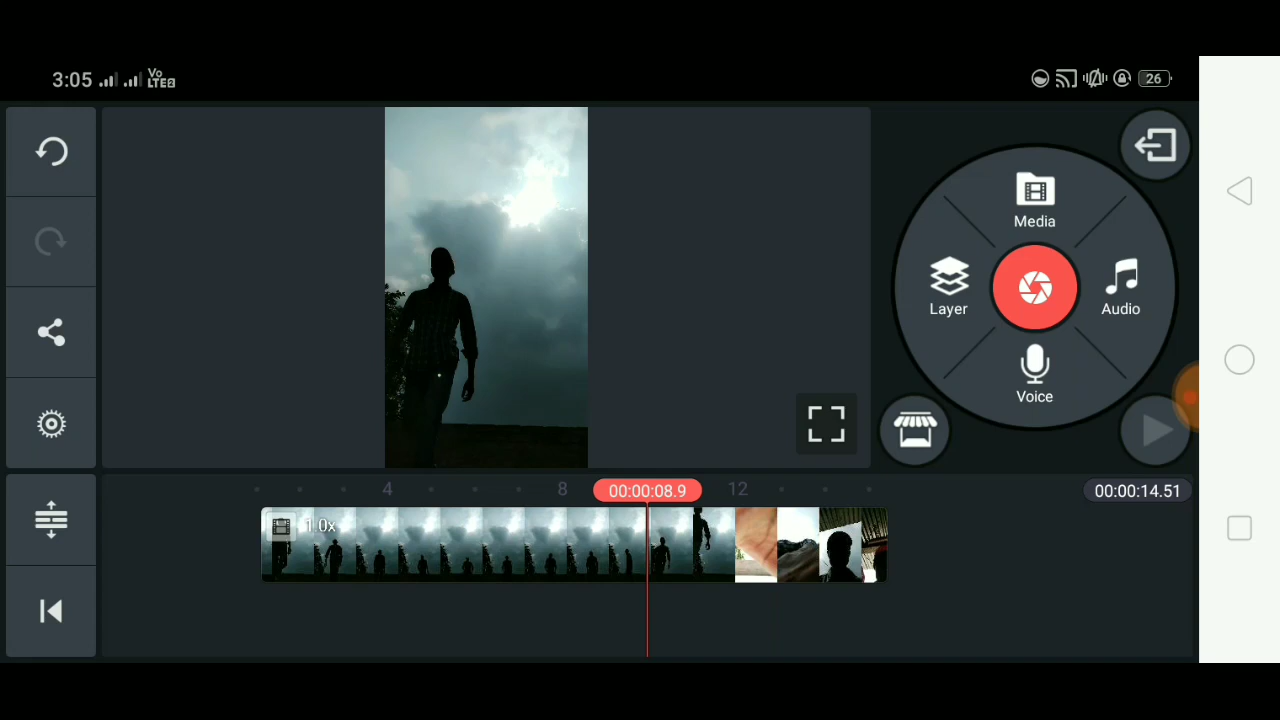 3:05 Vo LTE2 26
Media
Layer
Audio
Voice
4 8 00:00:08.9 12 00:00:14.51
1.0x